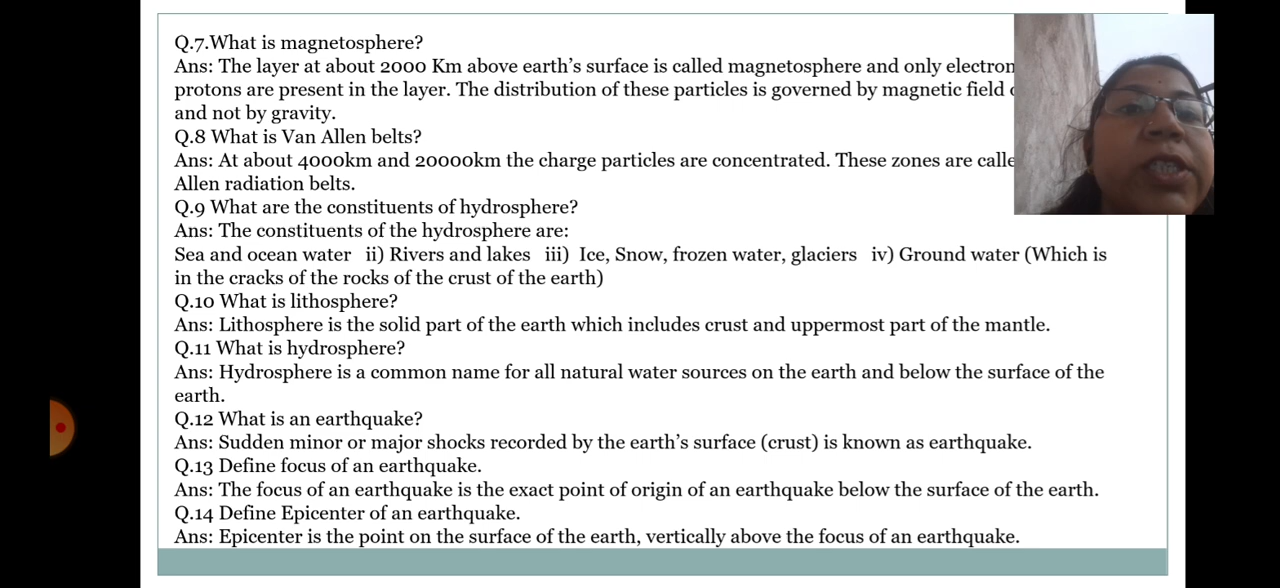 Q.7.What is magnetosphere?
Ans: The layer at about 2000 Km above earth's surface is called magnetosphere and only electron
protons are present in the layer. The distribution of these particles is governed by magnetic field
and not by gravity.
Q.8 What is Van Allen belts?
Ans: At about 4000km and 20000km the charge particles are concentrated. These zones are calle
Allen radiation belts.
Q.9 What are the constituents of hydrosphere?
Ans: The constituents of the hydrosphere are:
Sea and ocean water ii) Rivers and lakes iii) Ice, Snow, frozen water, glaciers iv) Ground water (Which is
in the cracks of the rocks of the crust of the earth)
Q.10 What is lithosphere?
Ans: Lithosphere is the solid part of the earth which includes crust and uppermost part of the mantle.
Q.11 What is hydrosphere?
Ans: Hydrosphere is a common name for all natural water sources on the earth and below the surface of the
earth.
Q.12 What is an earthquake?
Ans: Sudden minor or major shocks recorded by the earth's surface (crust) is known as earthquake.
Q.13 Define focus of an earthquake.
Ans: The focus of an earthquake is the exact point of origin of an earthquake below the surface of the earth.
Q.14 Define Epicenter of an earthquake.
Ans: Epicenter is the point on the surface of the earth, vertically above the focus of an earthquake.